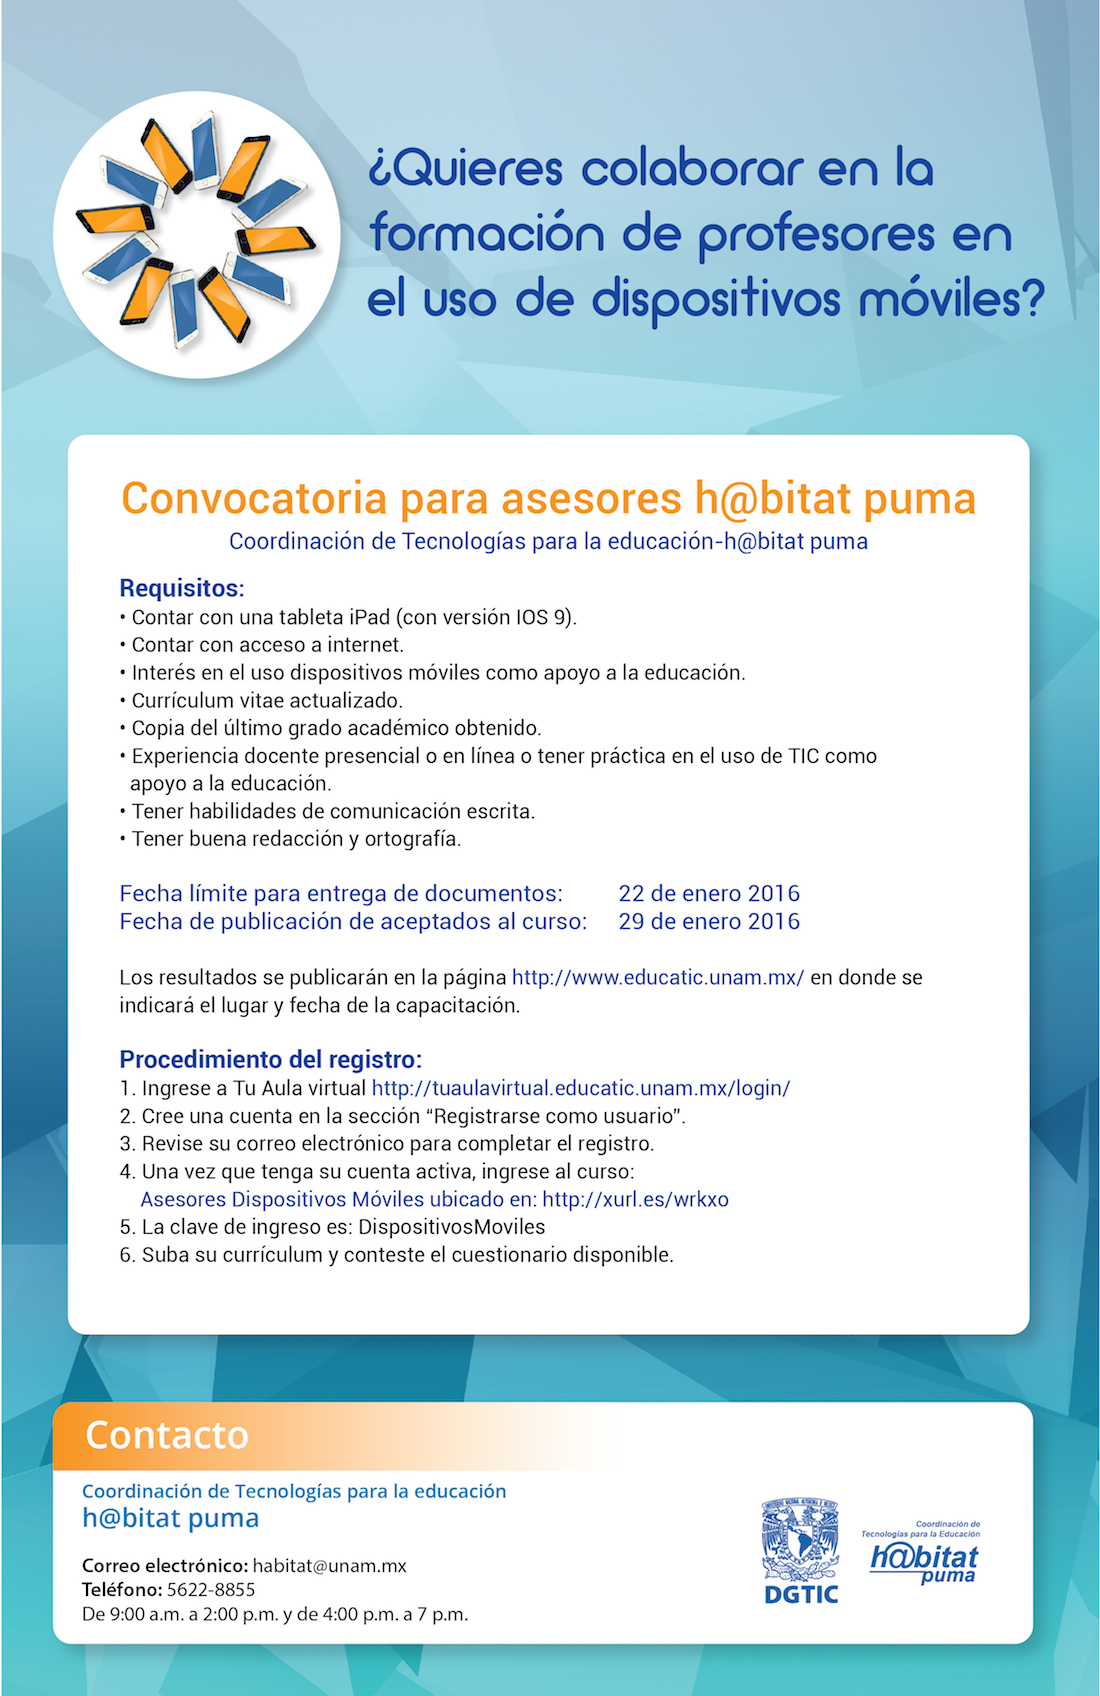 ¿Quieres colaborar en la
formación de profesores en
el uso de dispositivos móviles?
Convocatoria para asesores h@bitat puma
Coordinación de Tecnologías para la educación-h@bitat puma
Requisitos:
• Contar con una tableta iPad (con versión IOS 9).
• Contar con acceso a internet.
• Interés en el uso dispositivos móviles como apoyo a la educación.
• Currículum vitae actualizado.
• Copia del último grado académico obtenido.
• Experiencia docente presencial o en línea o tener práctica en el uso de TIC como
apoyo a la educación.
• Tener habilidades de comunicación escrita.
• Tener buena redacción y ortografía.
Fecha límite para entrega de documentos: 22 de enero 2016
Fecha de publicación de aceptados al curso: 29 de enero 2016
Los resultados se publicarán en la página http://www.educatic.unam.mx/ en donde se
indicará el lugar y fecha de la capacitación.
Procedimiento del registro:
1. Ingrese a Tu Aula virtual http://tuaulavirtual.educatic.unam.mx/login/
2. Cree una cuenta en la sección “Registrarse como usuario”.
3. Revise su correo electrónico para completar el registro.
4. Una vez que tenga su cuenta activa, ingrese al curso:
Asesores Dispositivos Móviles ubicado en: http://xurl.es/wrkxo
5. La clave de ingreso es: DispositivosMoviles
6. Suba su currículum y conteste el cuestionario disponible.
Contacto
Coordinación de Tecnologías para la educación
h@bitat puma
Correo electrónico: habitat@unam.mx
Teléfono: 5622-8855
De 9:00 a.m. a 2:00 p.m. y de 4:00 p.m. a 7 p.m.
DGTIC
Coordinación de
Tecnologías para la Educación
h@bitat
puma